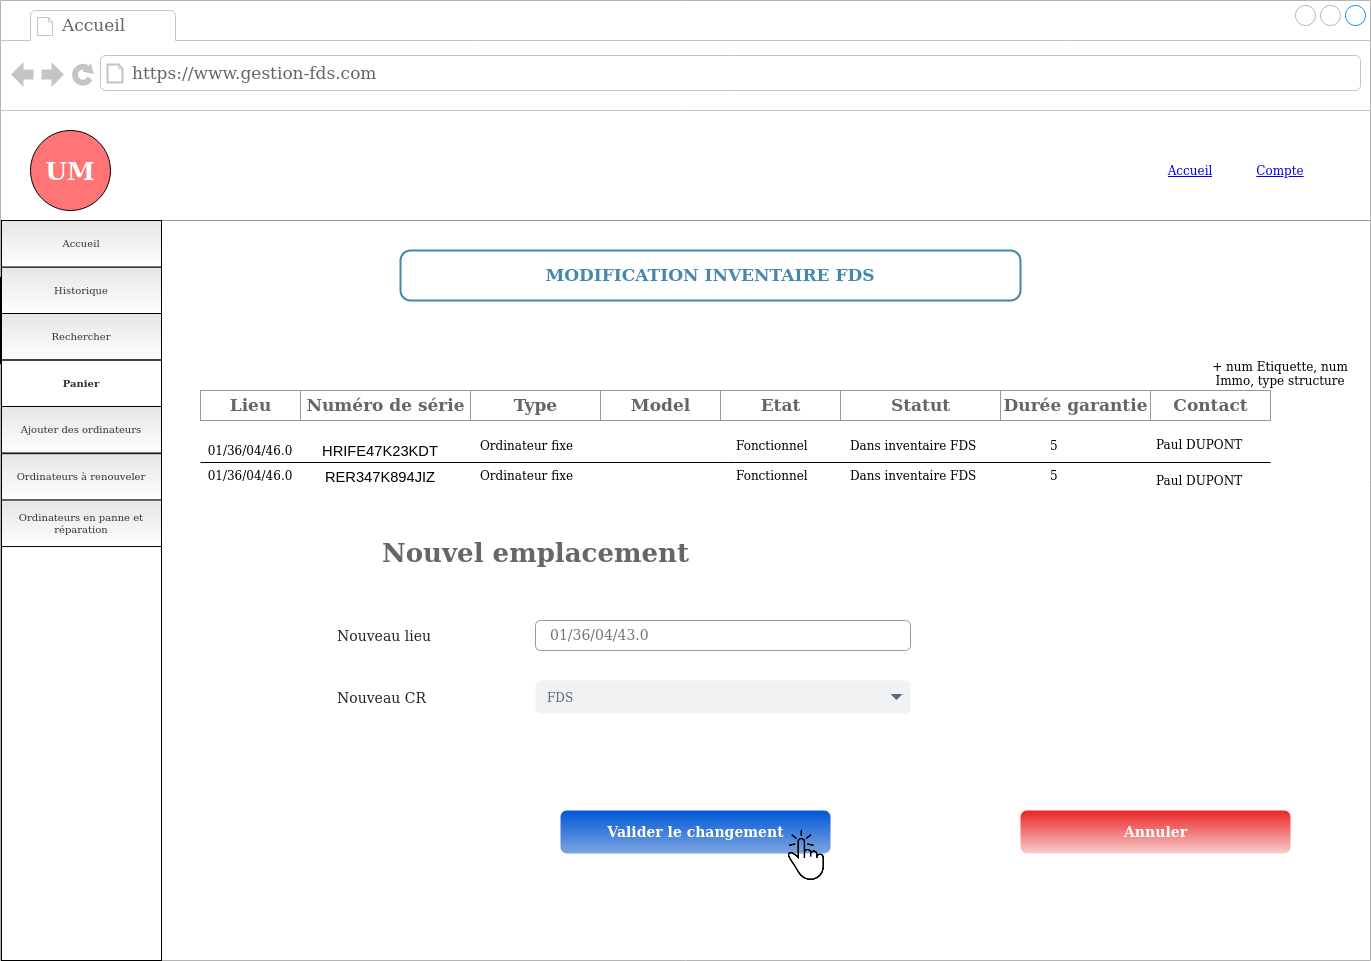 Accueil
https://www.gestion-fds.com
UM
Accueil Compte
Accueil
Historique
Rechercher
Panier
Ajouter des ordinateurs
Ordinateurs à renouveler
Ordinateurs en panne et
réparation
MODIFICATION INVENTAIRE FDS
+ num Etiquette, num
Immo, type structure
Lieu Numéro de série Type Model Etat Statut Durée garantie Contact
01/36/04/46.0 HRIFE47K23KDT Ordinateur fixe Fonctionnel Dans inventaire FDS 5 Paul DUPONT
01/36/04/46.0 RER347K894JIZ Ordinateur fixe Fonctionnel Dans inventaire FDS 5 Paul DUPONT
Nouvel emplacement
Nouveau lieu 01/36/04/43.0
Nouveau CR FDS
Valider le changement Annuler